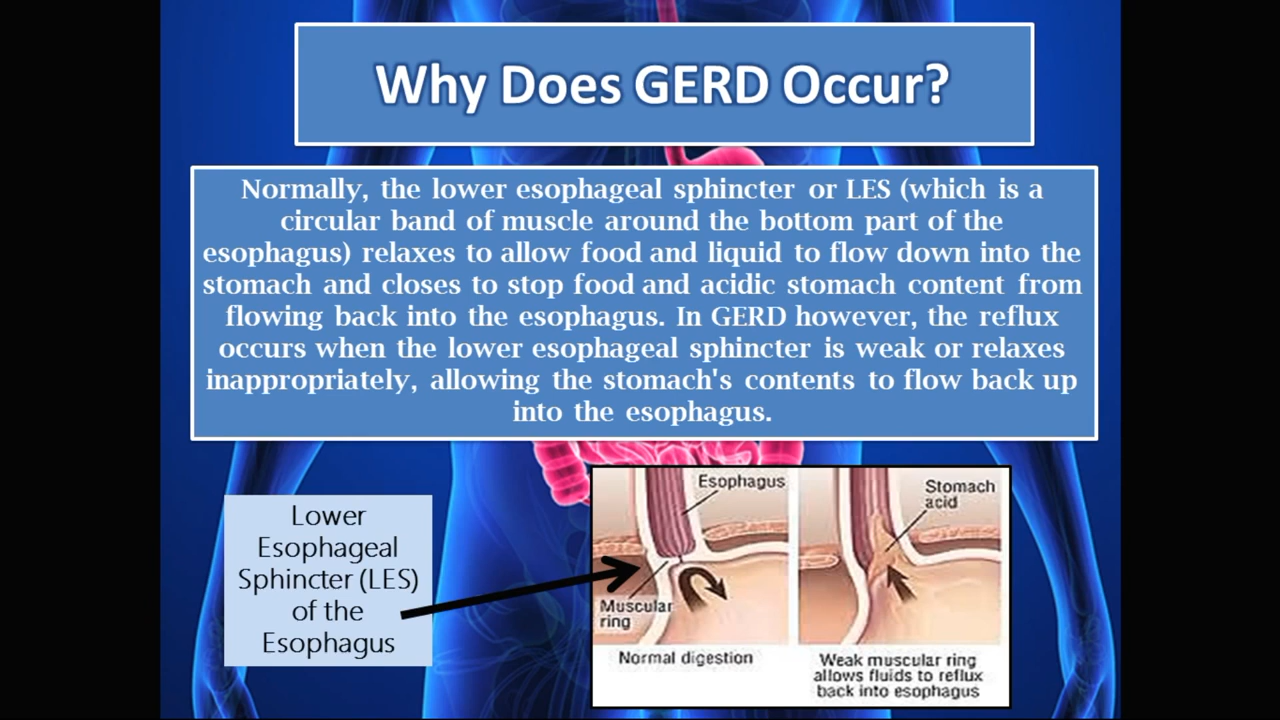 Why Does GERD Occur?
Normally, the lower esophageal sphincter or LES (which is a
circular band of muscle around the bottom part of the
esophagus) relaxes to allow food and liquid to flow down into the
stomach and closes to stop food and acidic stomach content from
flowing back into the esophagus. In GERD however, the reflux
occurs when the lower esophageal sphincter is weak or relaxes
inappropriately, allowing the stomach's contents to flow back up
into the esophagus.
Lower
Esophageal
Sphincter (LES)
of the
Esophagus
Esophagus
Muscular
ring
Normal digestion
Stomach
acid
Weak muscular ring
allows fluids to reflux
back into esophagus